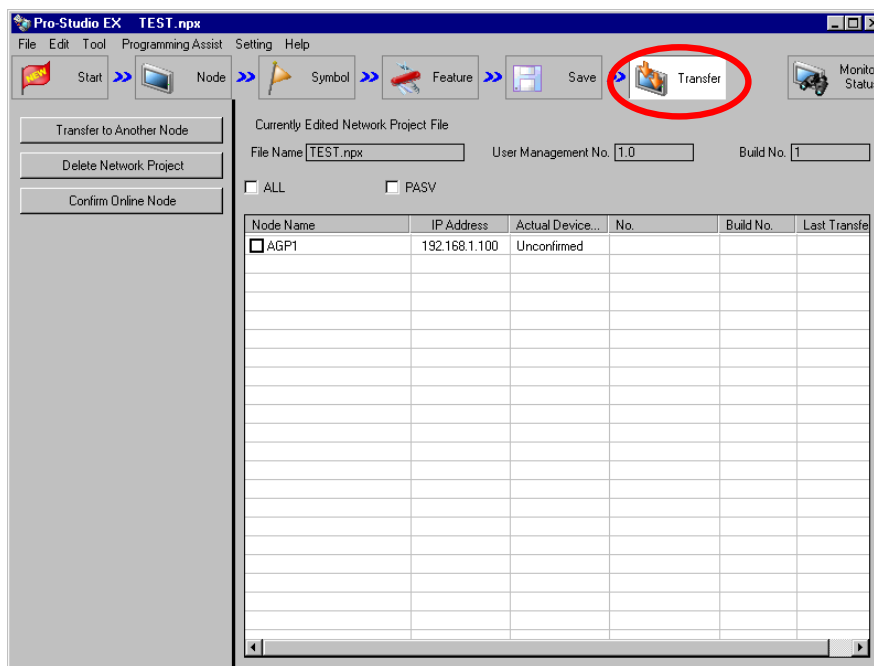 Pro-Studio EX TEST.npx
File Edit Tool Programming Assist Setting Help
NEW Start Node Symbol Feature Save Transfer Monito
Statu
Transfer to Another Node
Delete Network Project
Confirm Online Node
Currently Edited Network Project File
File Name TEST.npx User Management No. 1.0 Build No. 1
ALL PASV
Node Name IP Address Actual Device... No. Build No. Last Transfe
AGP1 192.168.1.100 Unconfirmed